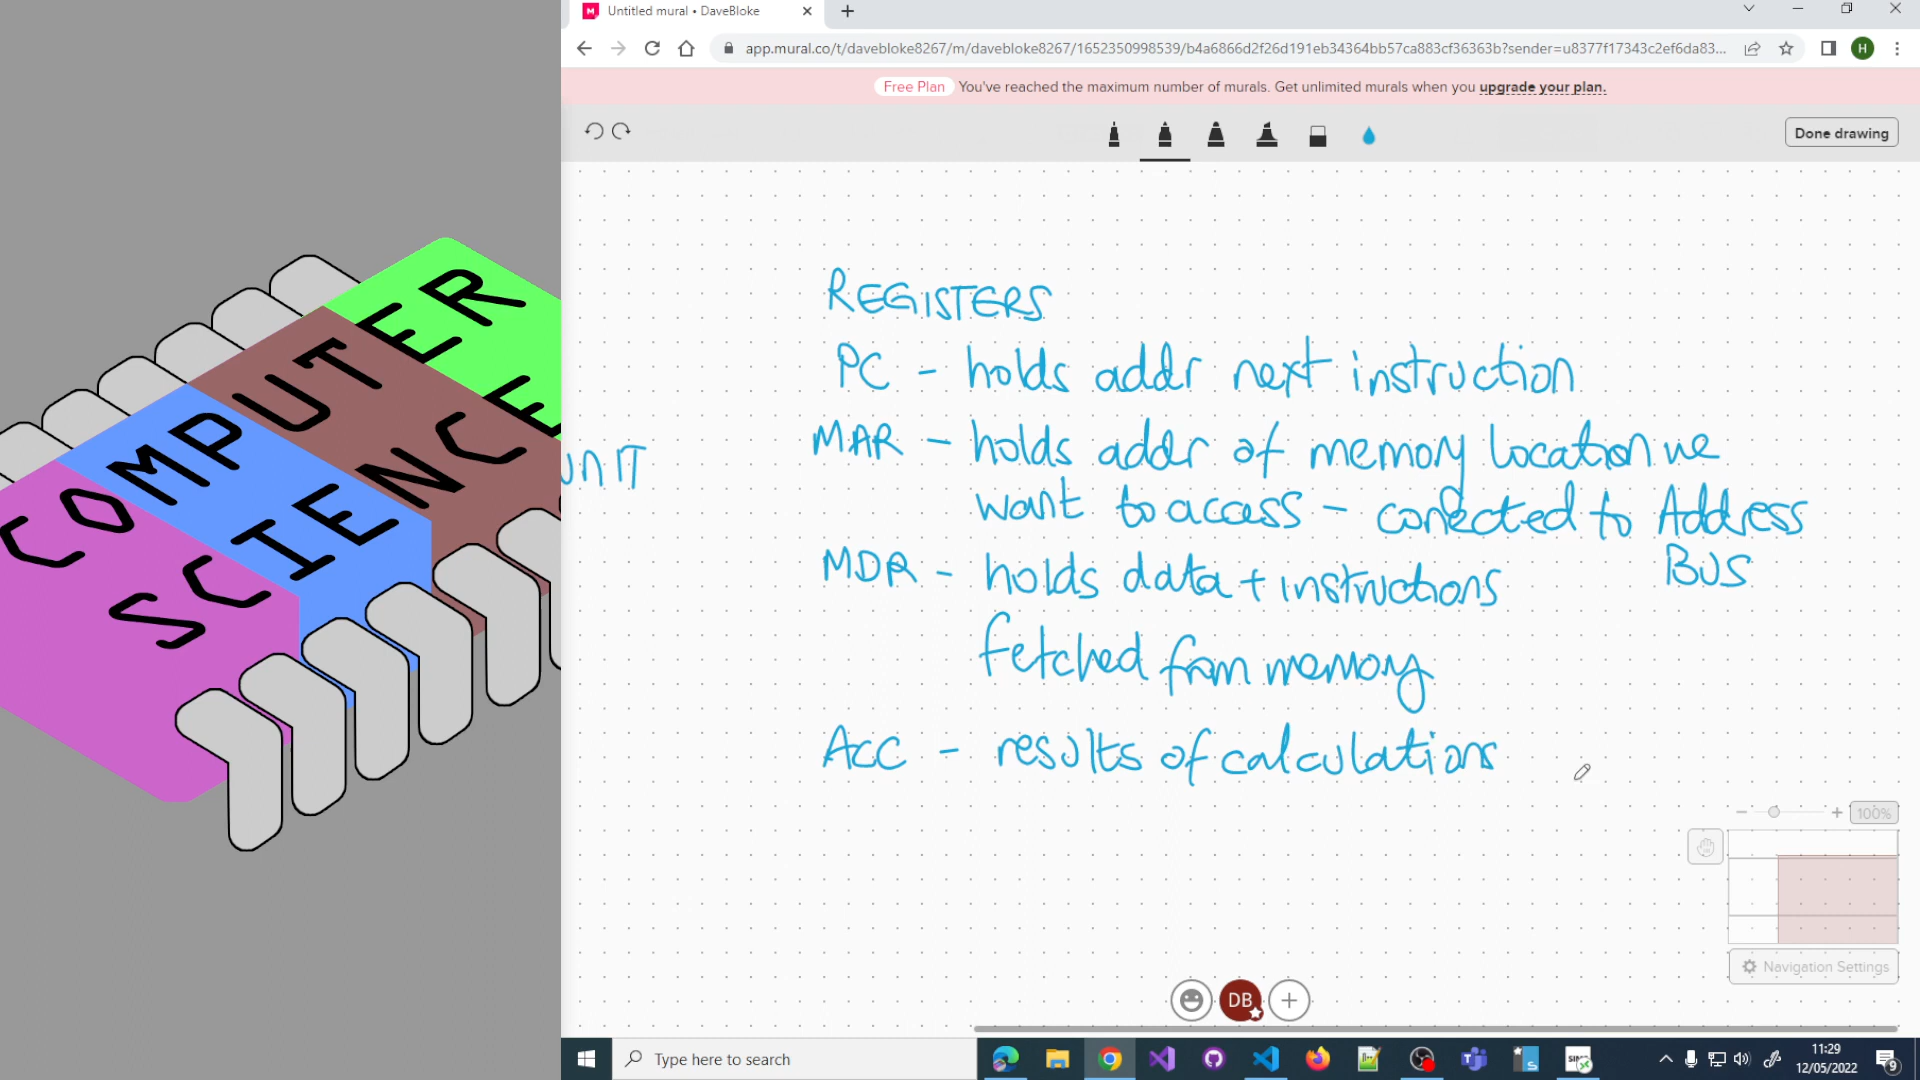 COMPUTER
SCIENCE
Untitled mural • DaveBloke
app.mural.co/t/davebloke8267/m/davebloke8267/1652350998539/b4a6866d2f26d191eb34364bb57ca883cf36363b?sender=u8377f17343c2ef6da83...
H
Free Plan You've reached the maximum number of murals. Get unlimited murals when you upgrade your plan.
Done drawing
REGISTERS
PC - holds addr next instruction
MAR - holds addr of memory location we
UNIT
want to access - conected to Address
BUS
MDR - holds data + instructions
fetched from memory
ACC - results of calculations
100%
Navigation Settings
DB
Type here to search
11:29
12/05/2022
9